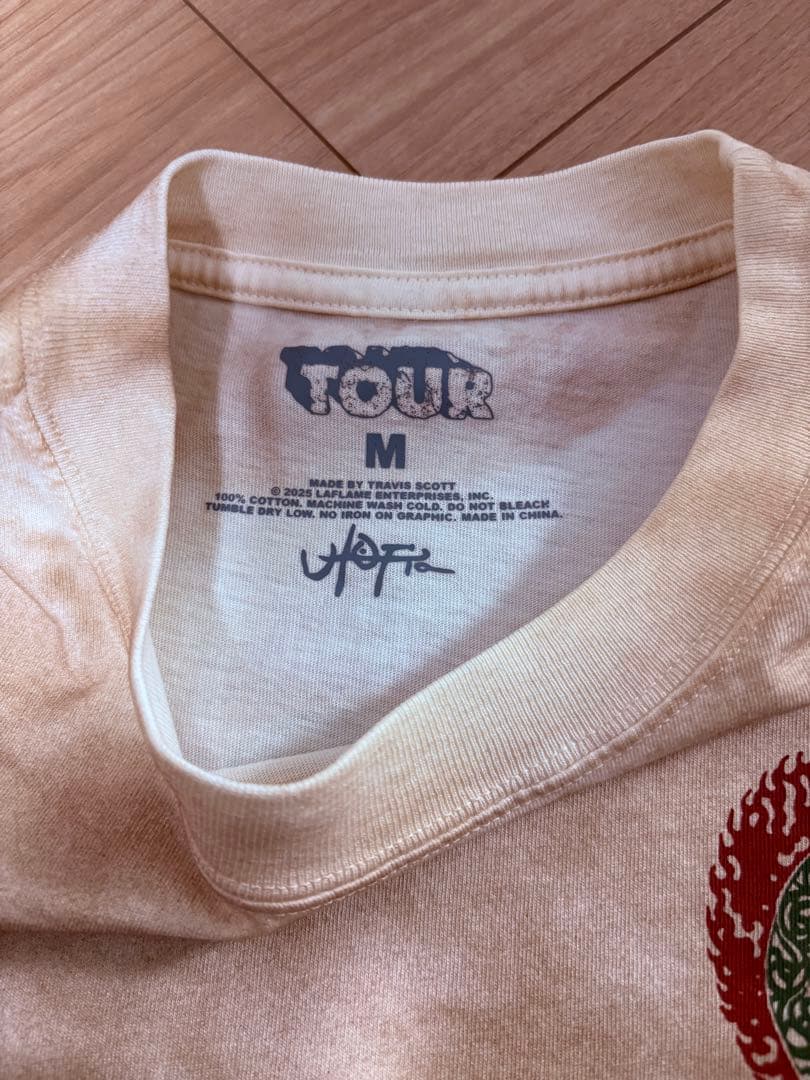 TOUR
M
MADE BY TRAVIS SCOTT
© 2025 LAFLAME ENTERPRISES, INC.
100% COTTON. MACHINE WASH COLD. DO NOT BLEACH
TUMBLE DRY LOW. NO IRON ON GRAPHIC. MADE IN CHINA.